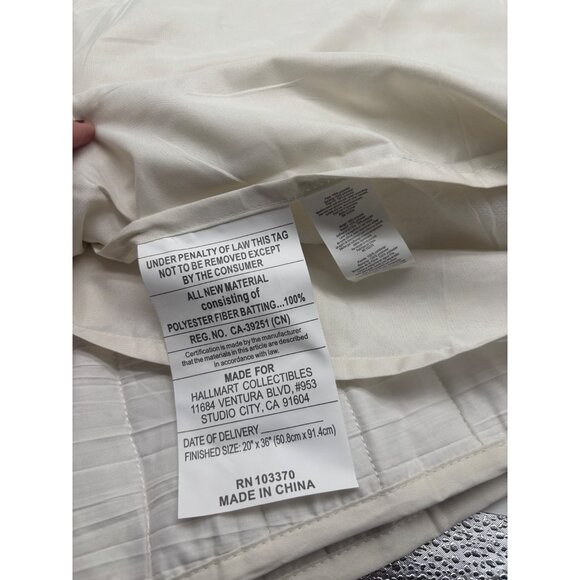 UNDER PENALTY OF LAW THIS TAG
NOT TO BE REMOVED EXCEPT
BY THE CONSUMER
ALL NEW MATERIAL
consisting of
POLYESTER FIBER BATTING...100%
REG. NO. CA-39251 (CN)
Certification is made by the manufacturer
that the materials in this article are described
in accordance with law.
MADE FOR
HALLMART COLLECTIBLES
11684 VENTURA BLVD, #953
STUDIO CITY, CA 91604
DATE OF DELIVERY
FINISHED SIZE: 20" x 36" (50.8cm x 91.4cm)
RN 103370
MADE IN CHINA